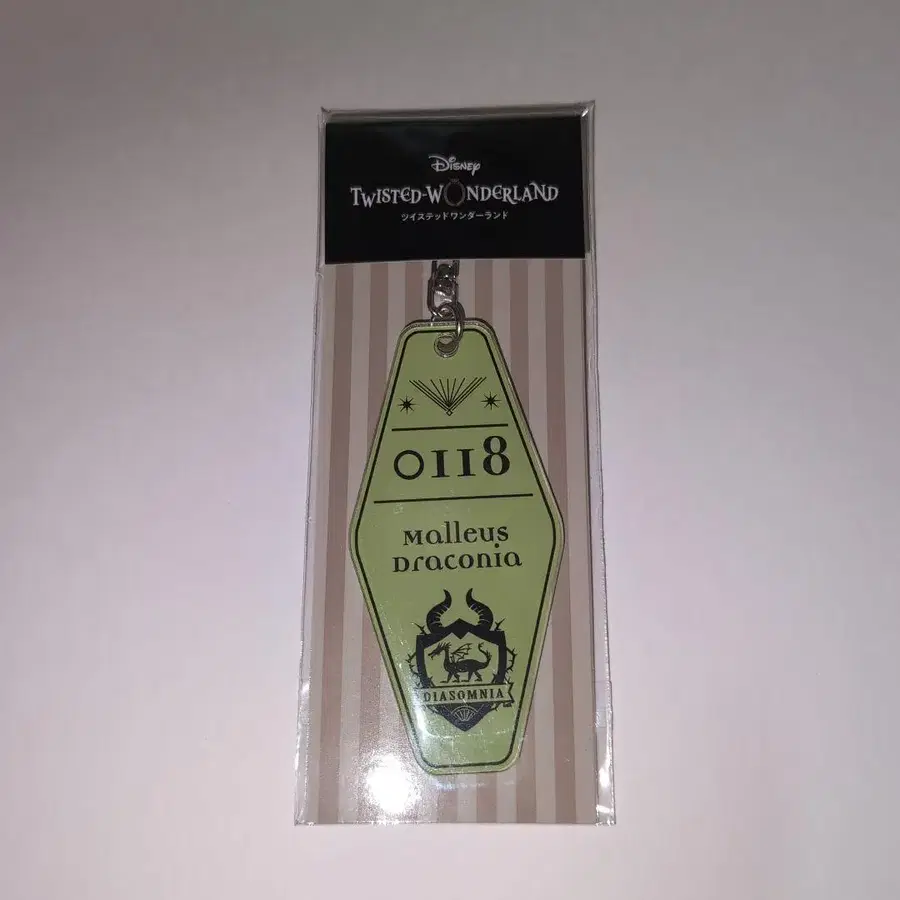 Disney
TWISTED-WONDERLAND
ツイステッドワンダーランド
0118
Malleus
Draconia
DIASOMNIA